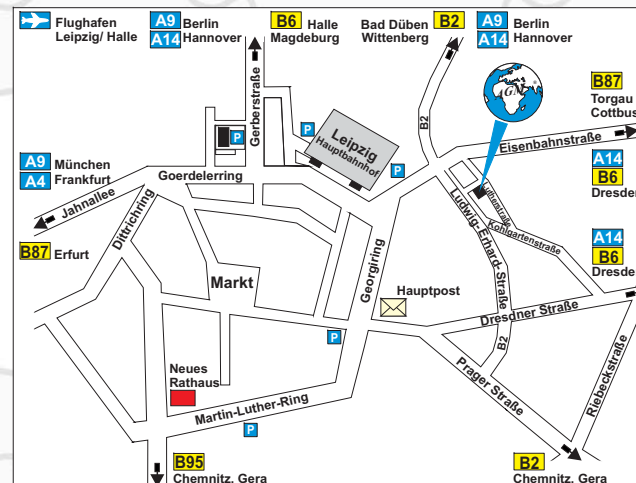 Flughafen
Leipzig/ Halle
A9 Berlin
A14 Hannover
B6 Halle
Magdeburg
Bad Düben B2
Wittenberg
A9 Berlin
A14 Hannover
GN
B87
Torgau
Cottbus
Gerberstraße
P
P
P
Leipzig
Hauptbahnhof
B2
Eisenbahnstraße
A9 München
A4 Frankfurt
Goerdelerring
Jahnallee
Dittrichring
A14
B6
Dresden
Luthenstraße
Kohlgartenstraße
Ludwig-Erhard-Straße
B87 Erfurt
Markt
Georgiring
Hauptpost
A14
B6
Dresden
Dresdner Straße
P
B2
Neues
Rathaus
Prager Straße
Riebeckstraße
Martin-Luther-Ring
P
B95
Chemnitz, Gera
B2
Chemnitz, Gera